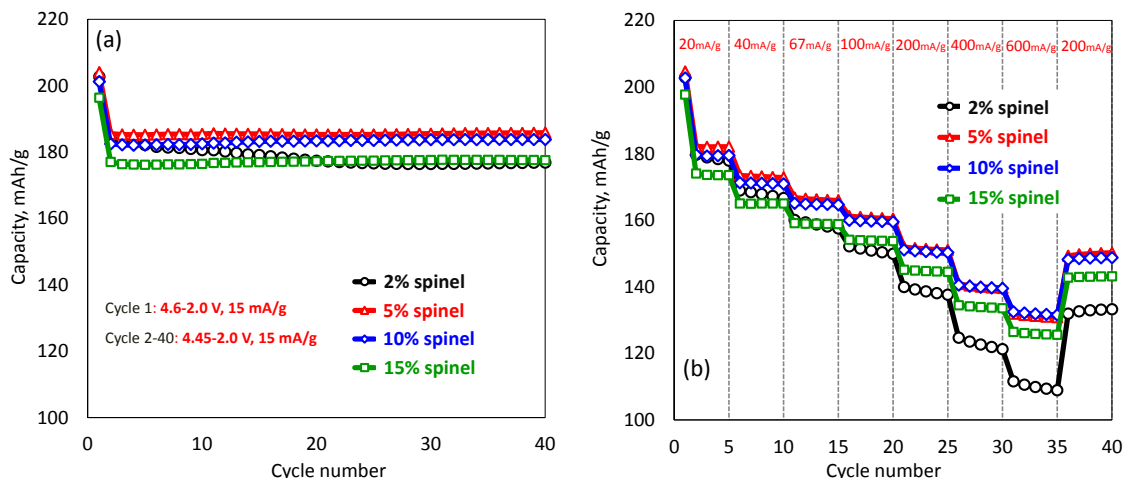 220
200
180
160
140
120
100
0
10
20
30
40
Capacity, mAh/g
Cycle number
(a)
Cycle 1: 4.6-2.0 V, 15 mA/g
Cycle 2-40: 4.45-2.0 V, 15 mA/g
2% spinel
5% spinel
10% spinel
15% spinel
220
200
180
160
140
120
100
0
5
10
15
20
25
30
35
40
Capacity, mAh/g
Cycle number
20mA/g
40mA/g
67mA/g
100mA/g
200mA/g
400mA/g
600mA/g
200mA/g
2% spinel
5% spinel
10% spinel
15% spinel
(b)